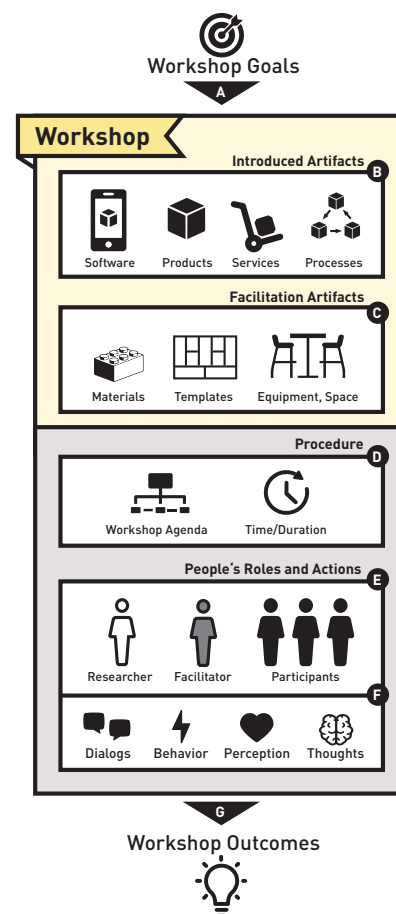 Workshop Goals
A
Workshop
Introduced Artifacts
B
Software Products Services Processes
Facilitation Artifacts
C
Materials Templates Equipment, Space
Procedure
D
Workshop Agenda Time/Duration
People‘s Roles and Actions
E
Researcher Facilitator Participants
F
Dialogs Behavior Perception Thoughts
G
Workshop Outcomes